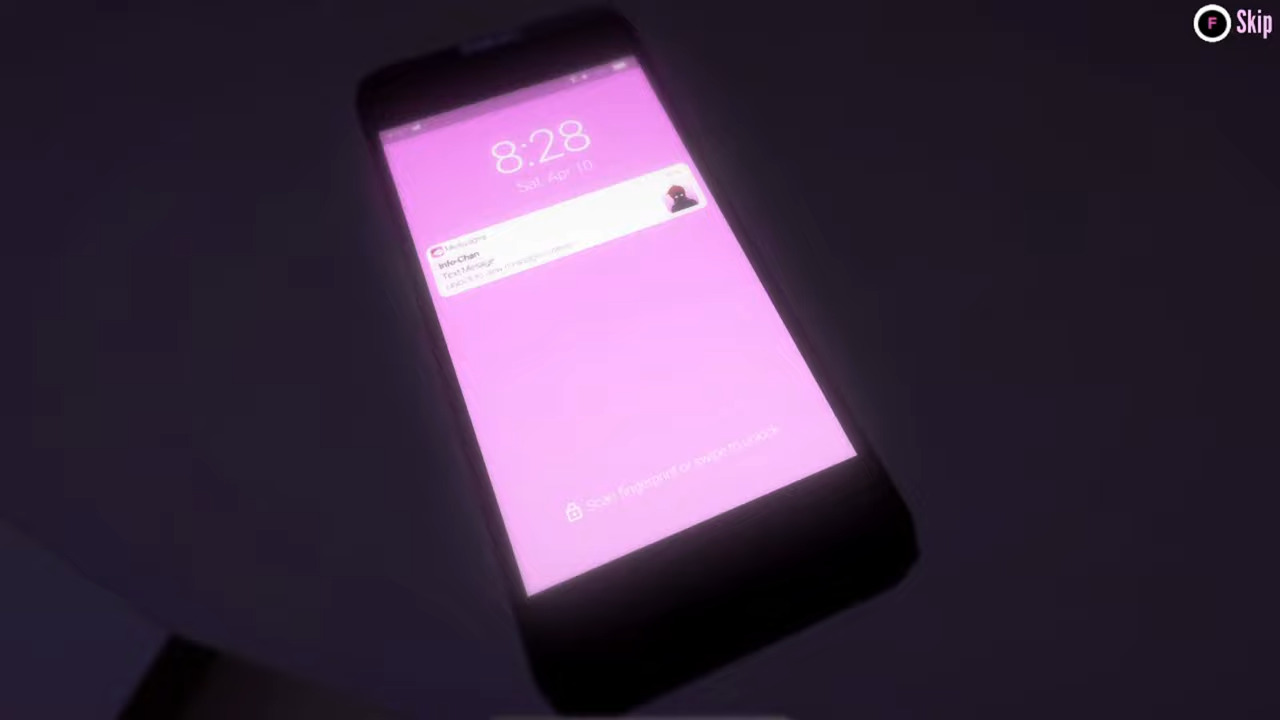 F Skip
8:28
Sat, Apr 10
Info-Chan
Text Message
Scan fingerprint or swipe to unlock